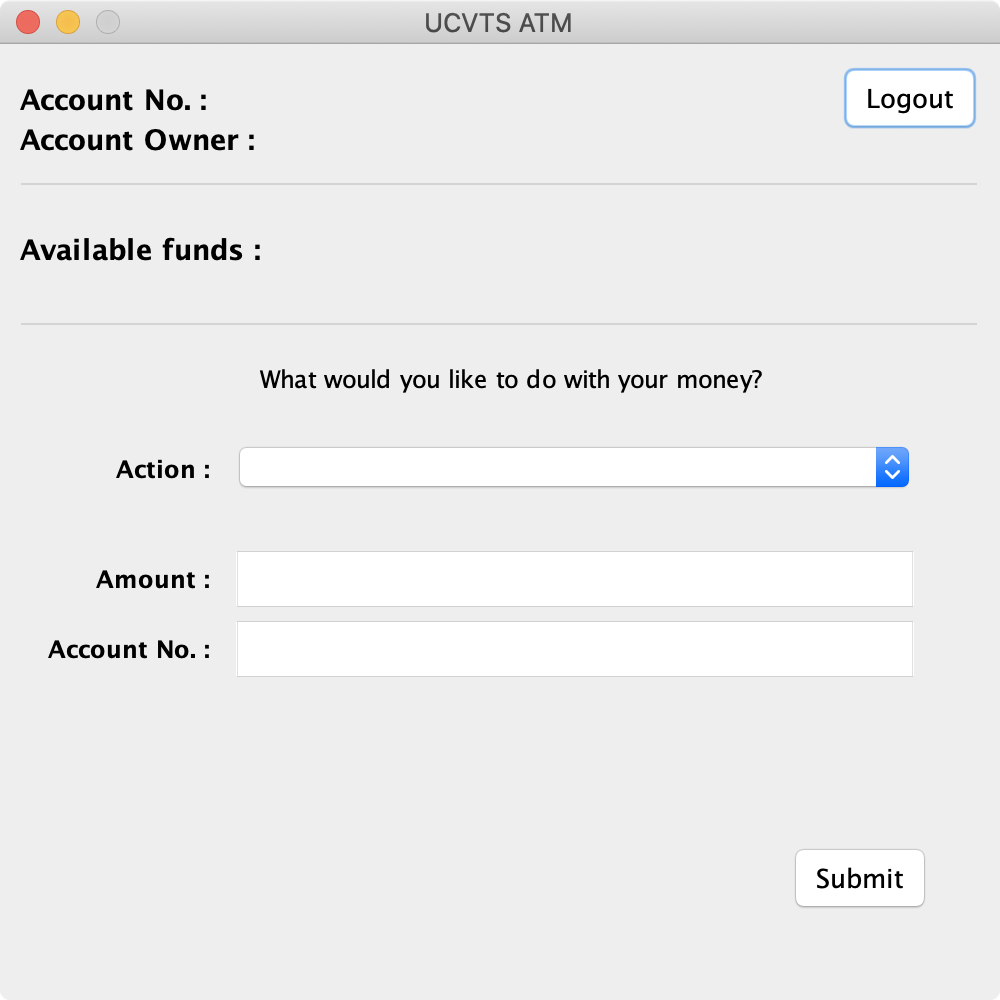 UCVTS ATM
Account No. :
Logout
Account Owner :
Available funds :
What would you like to do with your money?
Action :
Amount :
Account No. :
Submit